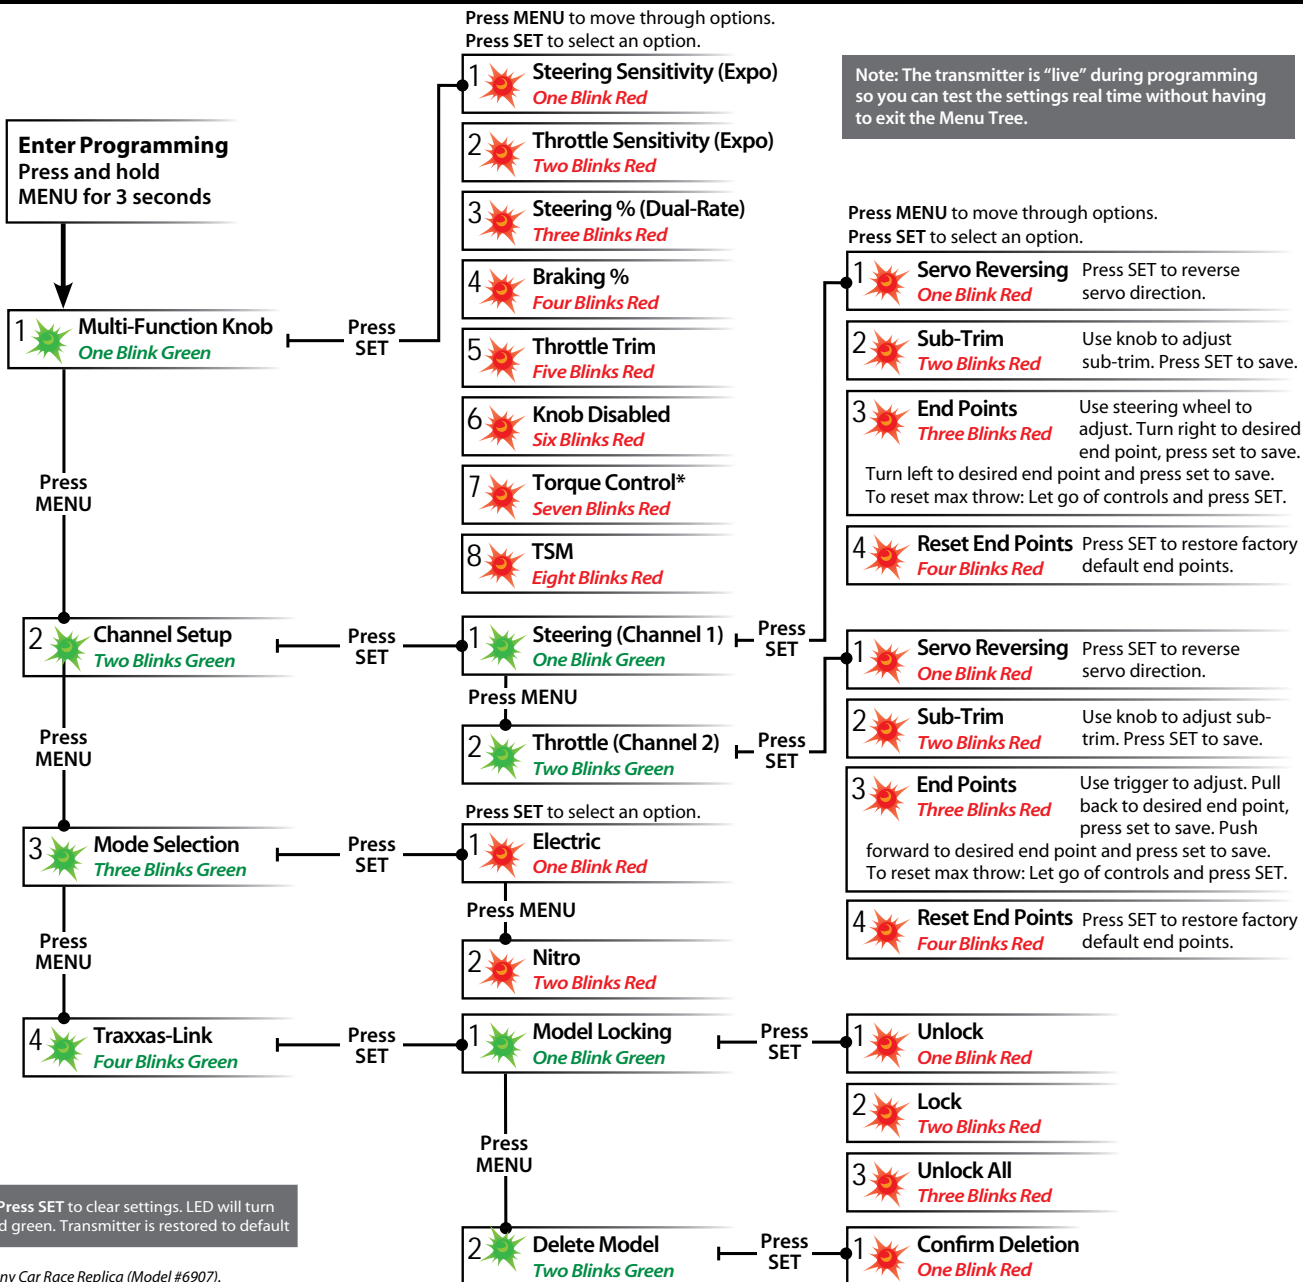 Press MENU to move through options.
Press SET to select an option.
Note: The transmitter is “live” during programming
so you can test the settings real time without having
to exit the Menu Tree.
Enter Programming
Press and hold
MENU for 3 seconds
1 Multi-Function Knob
One Blink Green
Press
SET
1 Steering Sensitivity (Expo)
One Blink Red
2 Throttle Sensitivity (Expo)
Two Blinks Red
3 Steering % (Dual-Rate)
Three Blinks Red
4 Braking %
Four Blinks Red
5 Throttle Trim
Five Blinks Red
6 Knob Disabled
Six Blinks Red
7 Torque Control*
Seven Blinks Red
8 TSM
Eight Blinks Red
Press
MENU
2 Channel Setup
Two Blinks Green
Press
SET
1 Steering (Channel 1)
One Blink Green
Press
SET
Press MENU to move through options.
Press SET to select an option.
1 Servo Reversing Press SET to reverse
One Blink Red servo direction.
2 Sub-Trim Use knob to adjust
Two Blinks Red sub-trim. Press SET to save.
3 End Points Use steering wheel to
Three Blinks Red adjust. Turn right to desired
end point, press set to save.
Turn left to desired end point and press set to save.
To reset max throw: Let go of controls and press SET.
4 Reset End Points Press SET to restore factory
Four Blinks Red default end points.
Press MENU
2 Throttle (Channel 2)
Two Blinks Green
Press
SET
1 Servo Reversing Press SET to reverse
One Blink Red servo direction.
2 Sub-Trim Use knob to adjust sub-
Two Blinks Red trim. Press SET to save.
3 End Points Use trigger to adjust. Pull
Three Blinks Red back to desired end point,
press set to save. Push
forward to desired end point and press set to save.
To reset max throw: Let go of controls and press SET.
4 Reset End Points Press SET to restore factory
Four Blinks Red default end points.
Press
MENU
3 Mode Selection
Three Blinks Green
Press
SET
Press SET to select an option.
1 Electric
One Blink Red
Press MENU
2 Nitro
Two Blinks Red
Press
MENU
4 Traxxas-Link
Four Blinks Green
Press
SET
1 Model Locking
One Blink Green
Press
SET
1 Unlock
One Blink Red
2 Lock
Two Blinks Red
3 Unlock All
Three Blinks Red
Press
MENU
2 Delete Model
Two Blinks Green
Press
SET
1 Confirm Deletion
One Blink Red
Press SET to clear settings. LED will turn
d green. Transmitter is restored to default
ny Car Race Replica (Model #6907).